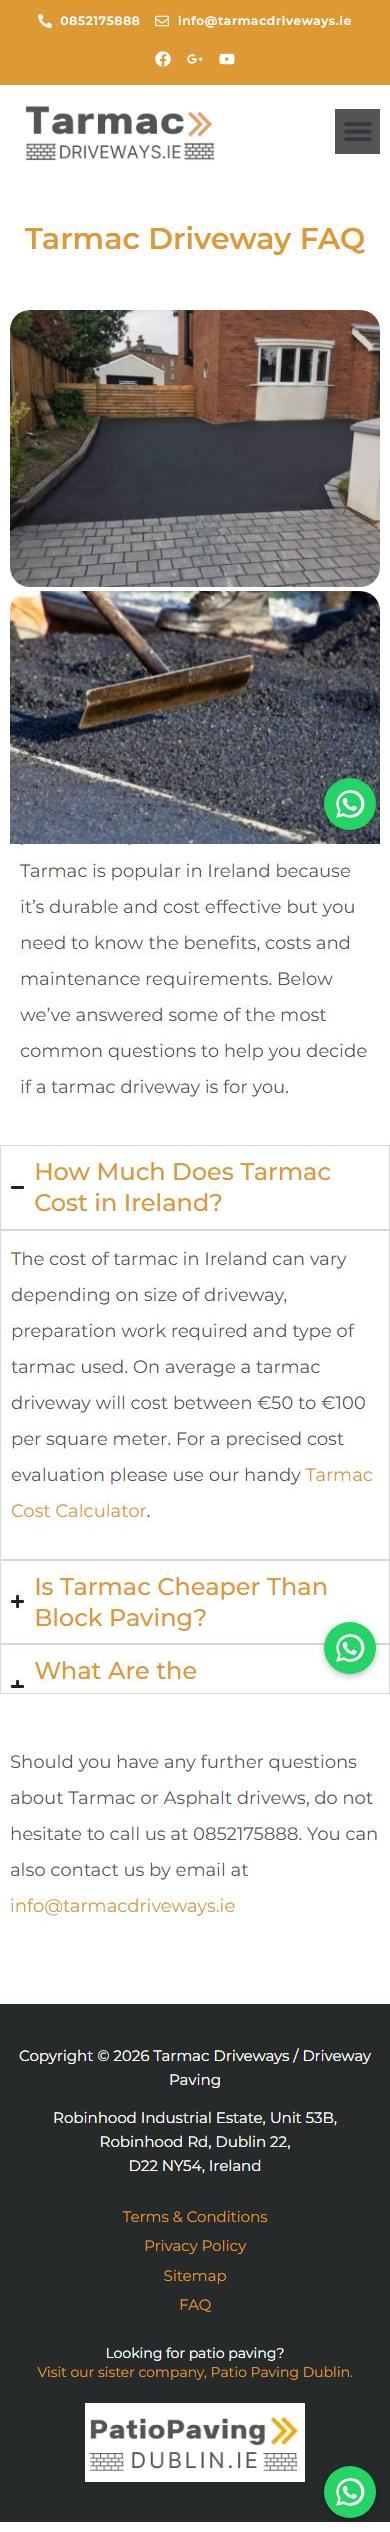 0852175888 info@tarmacdriveways.ie
Tarmac
DRIVEWAYS.IE
Tarmac Driveway FAQ
Tarmac is popular in Ireland because
it’s durable and cost effective but you
need to know the benefits, costs and
maintenance requirements. Below
we’ve answered some of the most
common questions to help you decide
if a tarmac driveway is for you.
How Much Does Tarmac
Cost in Ireland?
The cost of tarmac in Ireland can vary
depending on size of driveway,
preparation work required and type of
tarmac used. On average a tarmac
driveway will cost between €50 to €100
per square meter. For a precised cost
evaluation please use our handy Tarmac
Cost Calculator.
Is Tarmac Cheaper Than
Block Paving?
What Are the
Should you have any further questions
about Tarmac or Asphalt drivews, do not
hesitate to call us at 0852175888. You can
also contact us by email at
info@tarmacdriveways.ie
Copyright © 2026 Tarmac Driveways / Driveway
Paving
Robinhood Industrial Estate, Unit 53B,
Robinhood Rd, Dublin 22,
D22 NY54, Ireland
Terms & Conditions
Privacy Policy
Sitemap
FAQ
Looking for patio paving?
Visit our sister company, Patio Paving Dublin.
PatioPaving
DUBLIN.IE